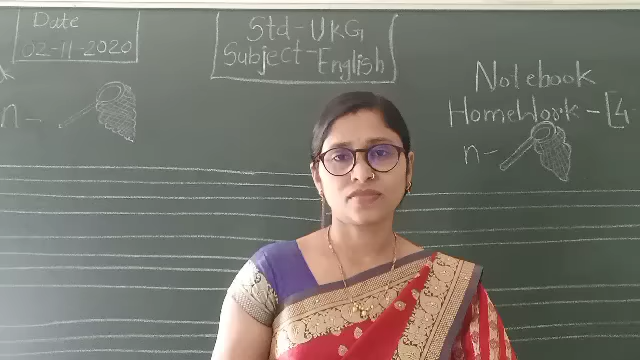 Date
02-11-2020
Std-UKG
Subject-English
n-
Notebook
Homework-[4
n-